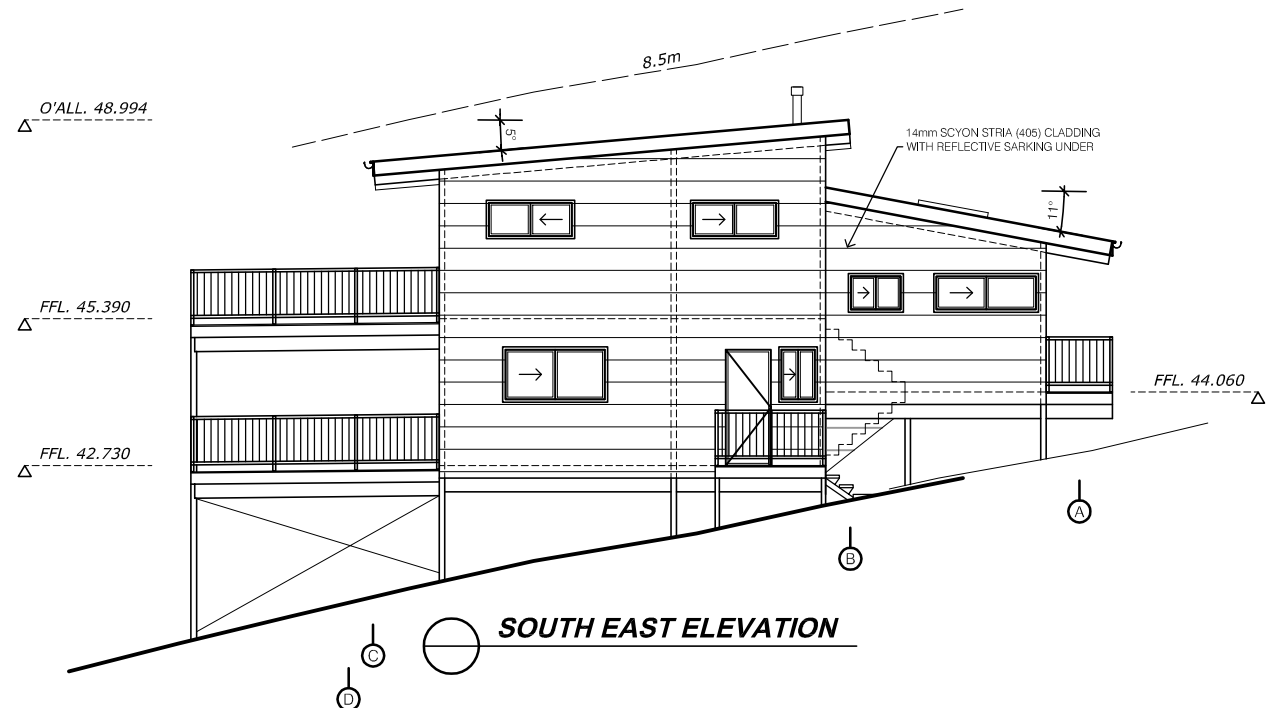 8.5m
O'ALL. 48.994
5°
14mm SCYON STRIA (405) CLADDING
WITH REFLECTIVE SARKING UNDER
11°
FFL. 45.390
FFL. 44.060
FFL. 42.730
A
B
SOUTH EAST ELEVATION
C
D